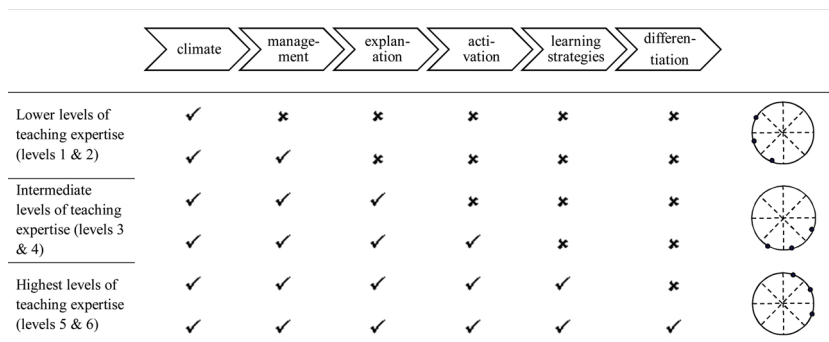 climate
manage-
ment
explan-
ation
acti-
vation
learning
strategies
differen-
tiation
Lower levels of
teaching expertise
(levels 1 & 2)
Intermediate
levels of teaching
expertise (levels 3
& 4)
Highest levels of
teaching expertise
(levels 5 & 6)